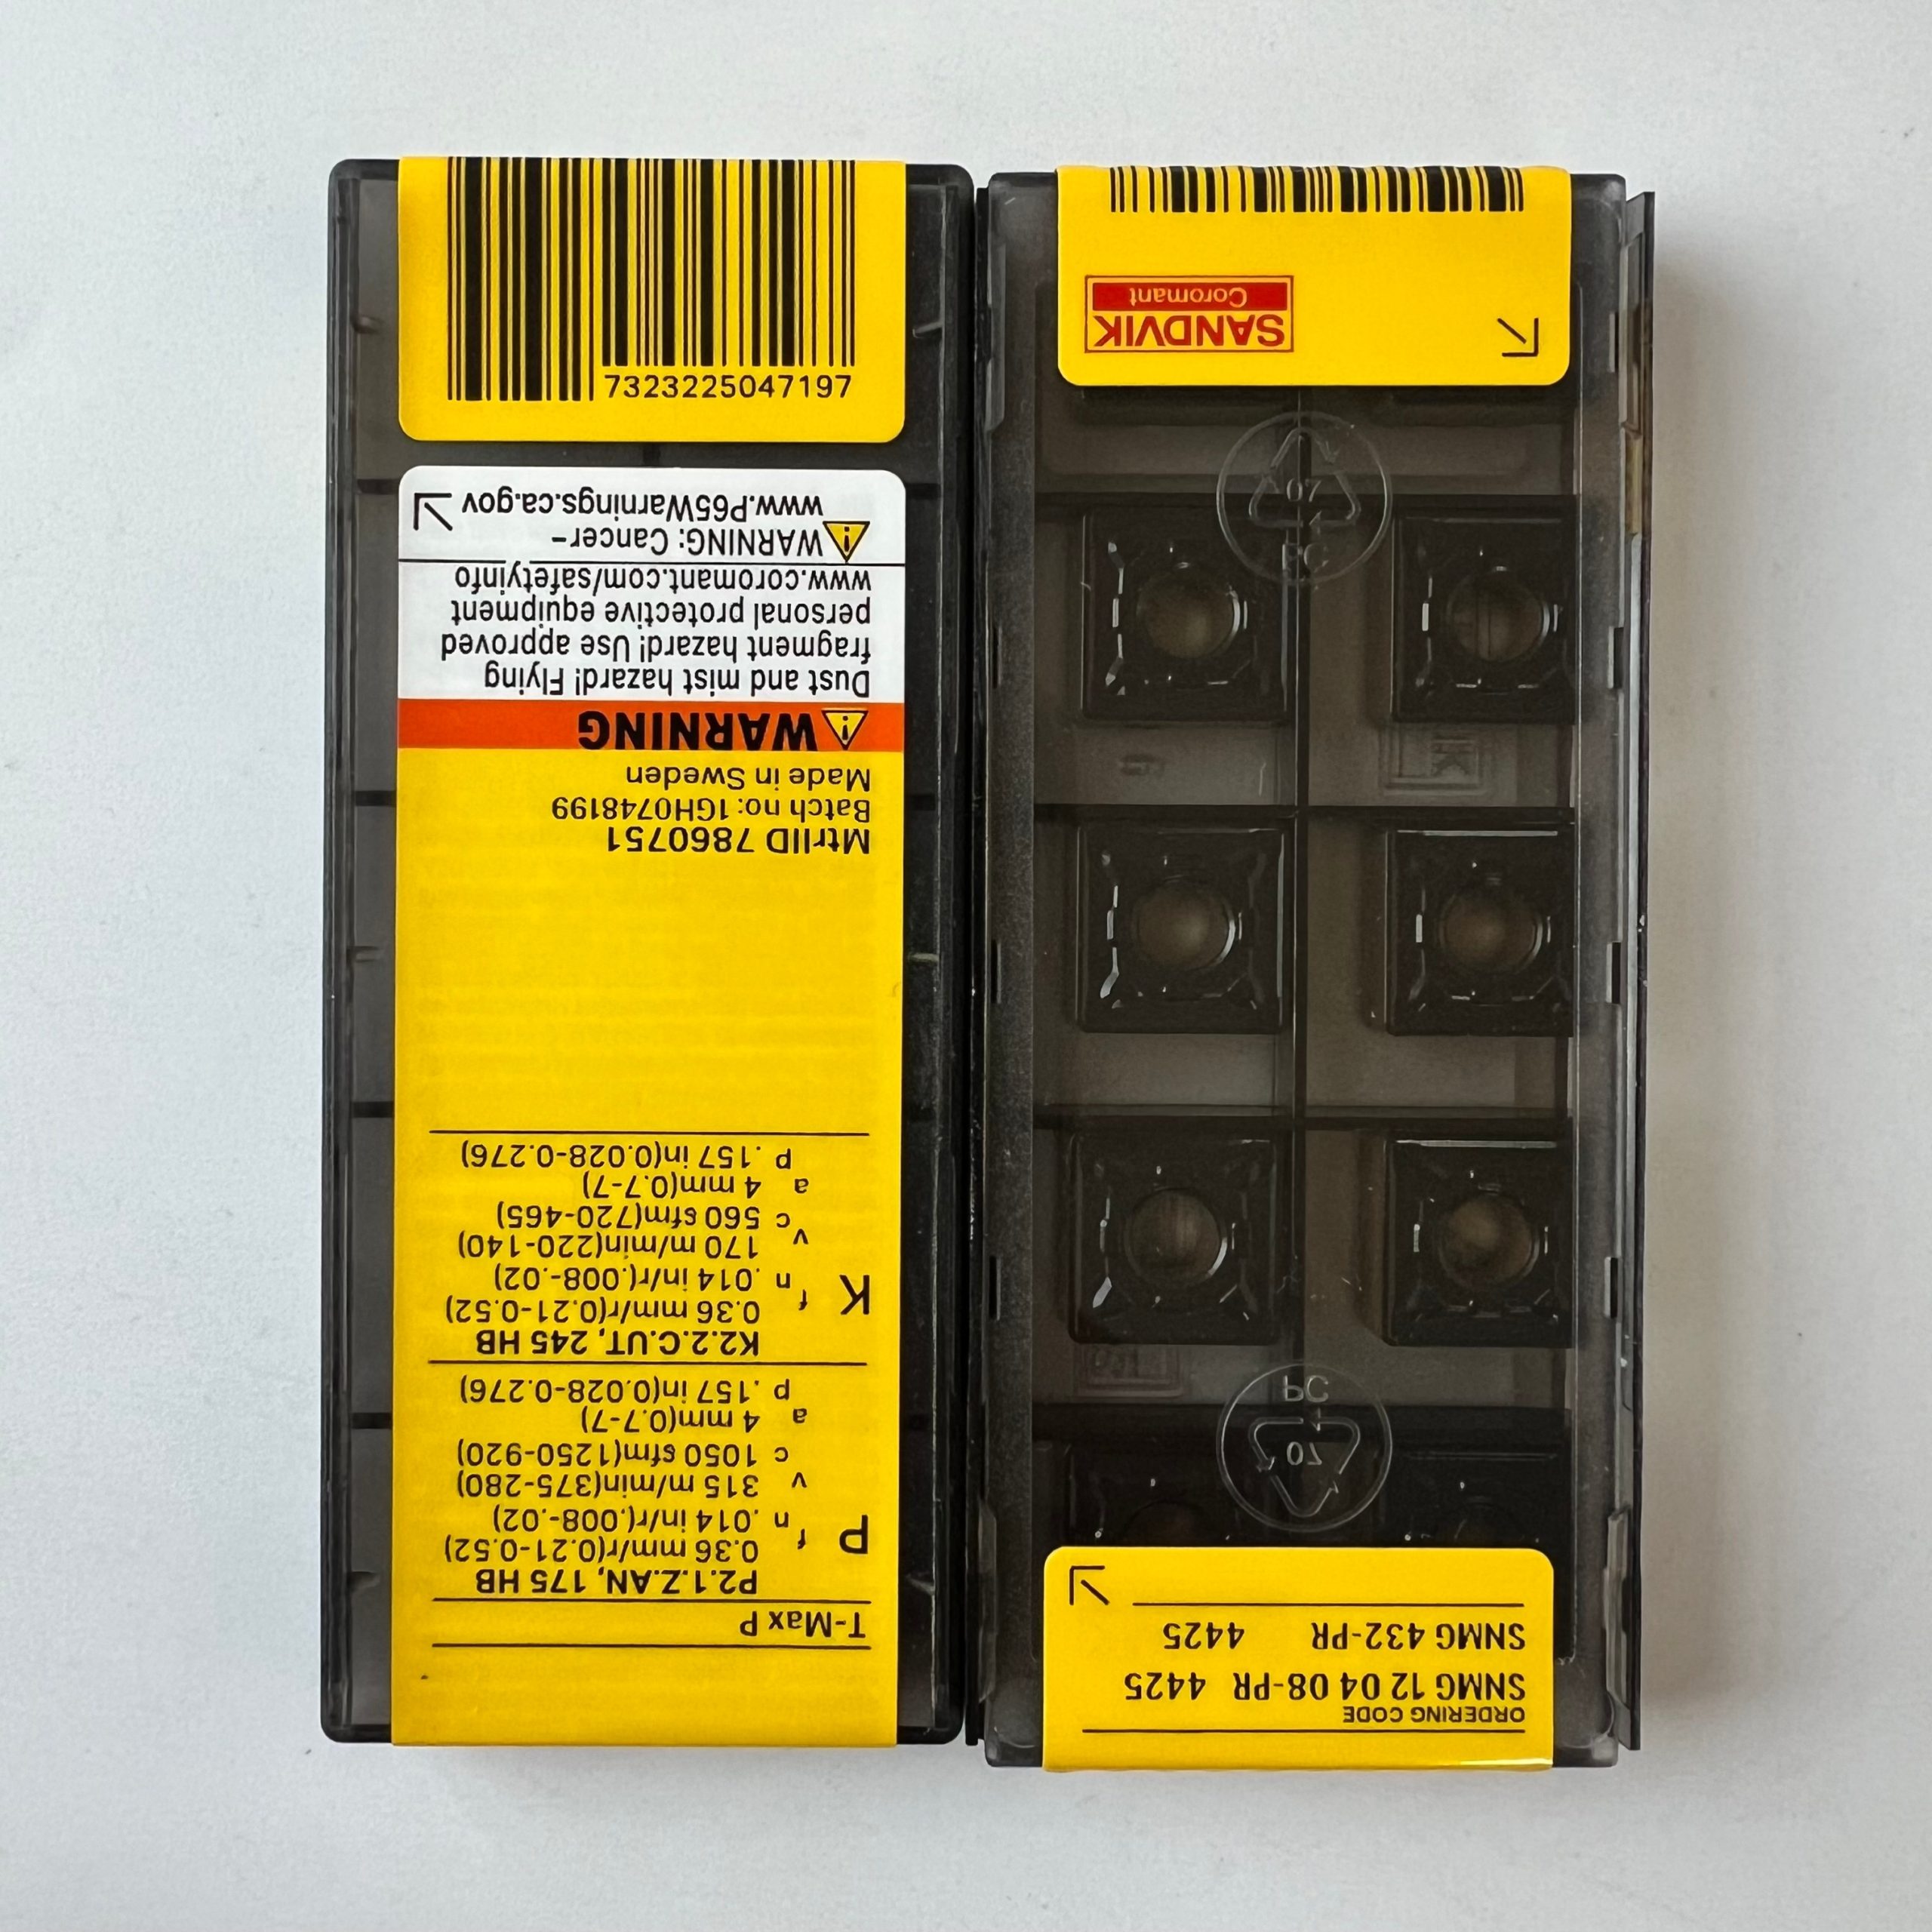 7323225047197
T-Max P
P2.1.Z.AN, 175 HB
P
f n 0.36 mm/r(0.21-0.52)
.014 in/r(.008-.02)
v c 315 m/min(375-280)
1050 sfm(1250-920)
a p 4 mm(0.7-7)
.157 in(0.028-0.276)
K2.2.C.UT, 245 HB
K
f n 0.36 mm/r(0.21-0.52)
.014 in/r(.008-.02)
v c 170 m/min(220-140)
560 sfm(720-465)
a p 4 mm(0.7-7)
.157 in(0.028-0.276)
MtrlID 7860751
Batch no: 1GH0748199
Made in Sweden
WARNING
Dust and mist hazard! Flying
fragment hazard! Use approved
personal protective equipment
www.coromant.com/safetyinfo
WARNING: Cancer-
www.P65Warnings.ca.gov
ORDERING CODE
SNMG 12 04 08-PR 4425
SNMG 432-PR 4425
07
PC
07
PC
SANDVIK
Coromant